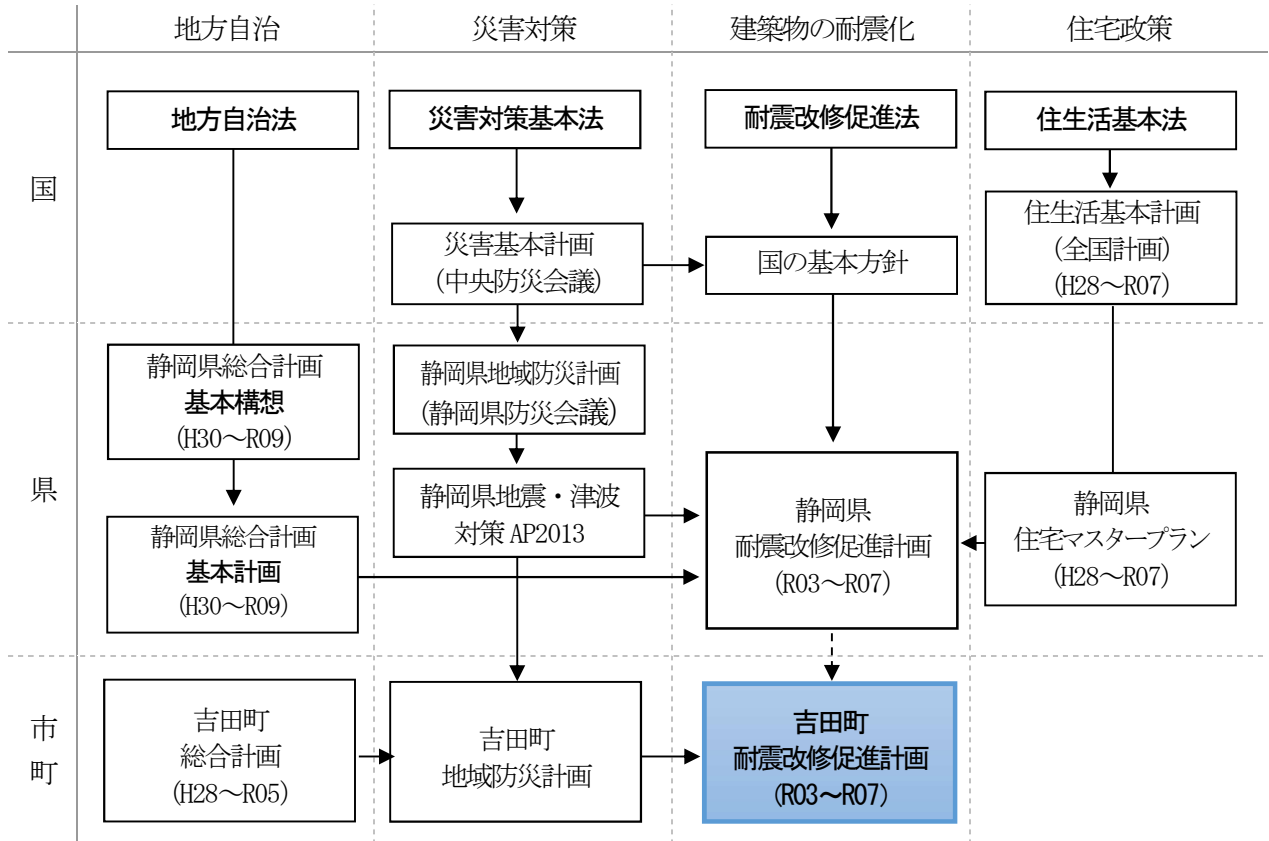 地方自治
災害対策
建築物の耐震化
住宅政策
国
地方自治法
災害対策基本法
耐震改修促進法
住生活基本法
災害基本計画
(中央防災会議)
国の基本方針
住生活基本計画
(全国計画)
(H28～R07)
県
静岡県総合計画
基本構想
(H30～R09)
静岡県地域防災計画
(静岡県防災会議)
静岡県総合計画
基本計画
(H30～R09)
静岡県地震・津波
対策 AP2013
静岡県
耐震改修促進計画
(R03～R07)
静岡県
住宅マスタープラン
(H28～R07)
市
町
吉田町
総合計画
(H28～R05)
吉田町
地域防災計画
吉田町
耐震改修促進計画
(R03～R07)